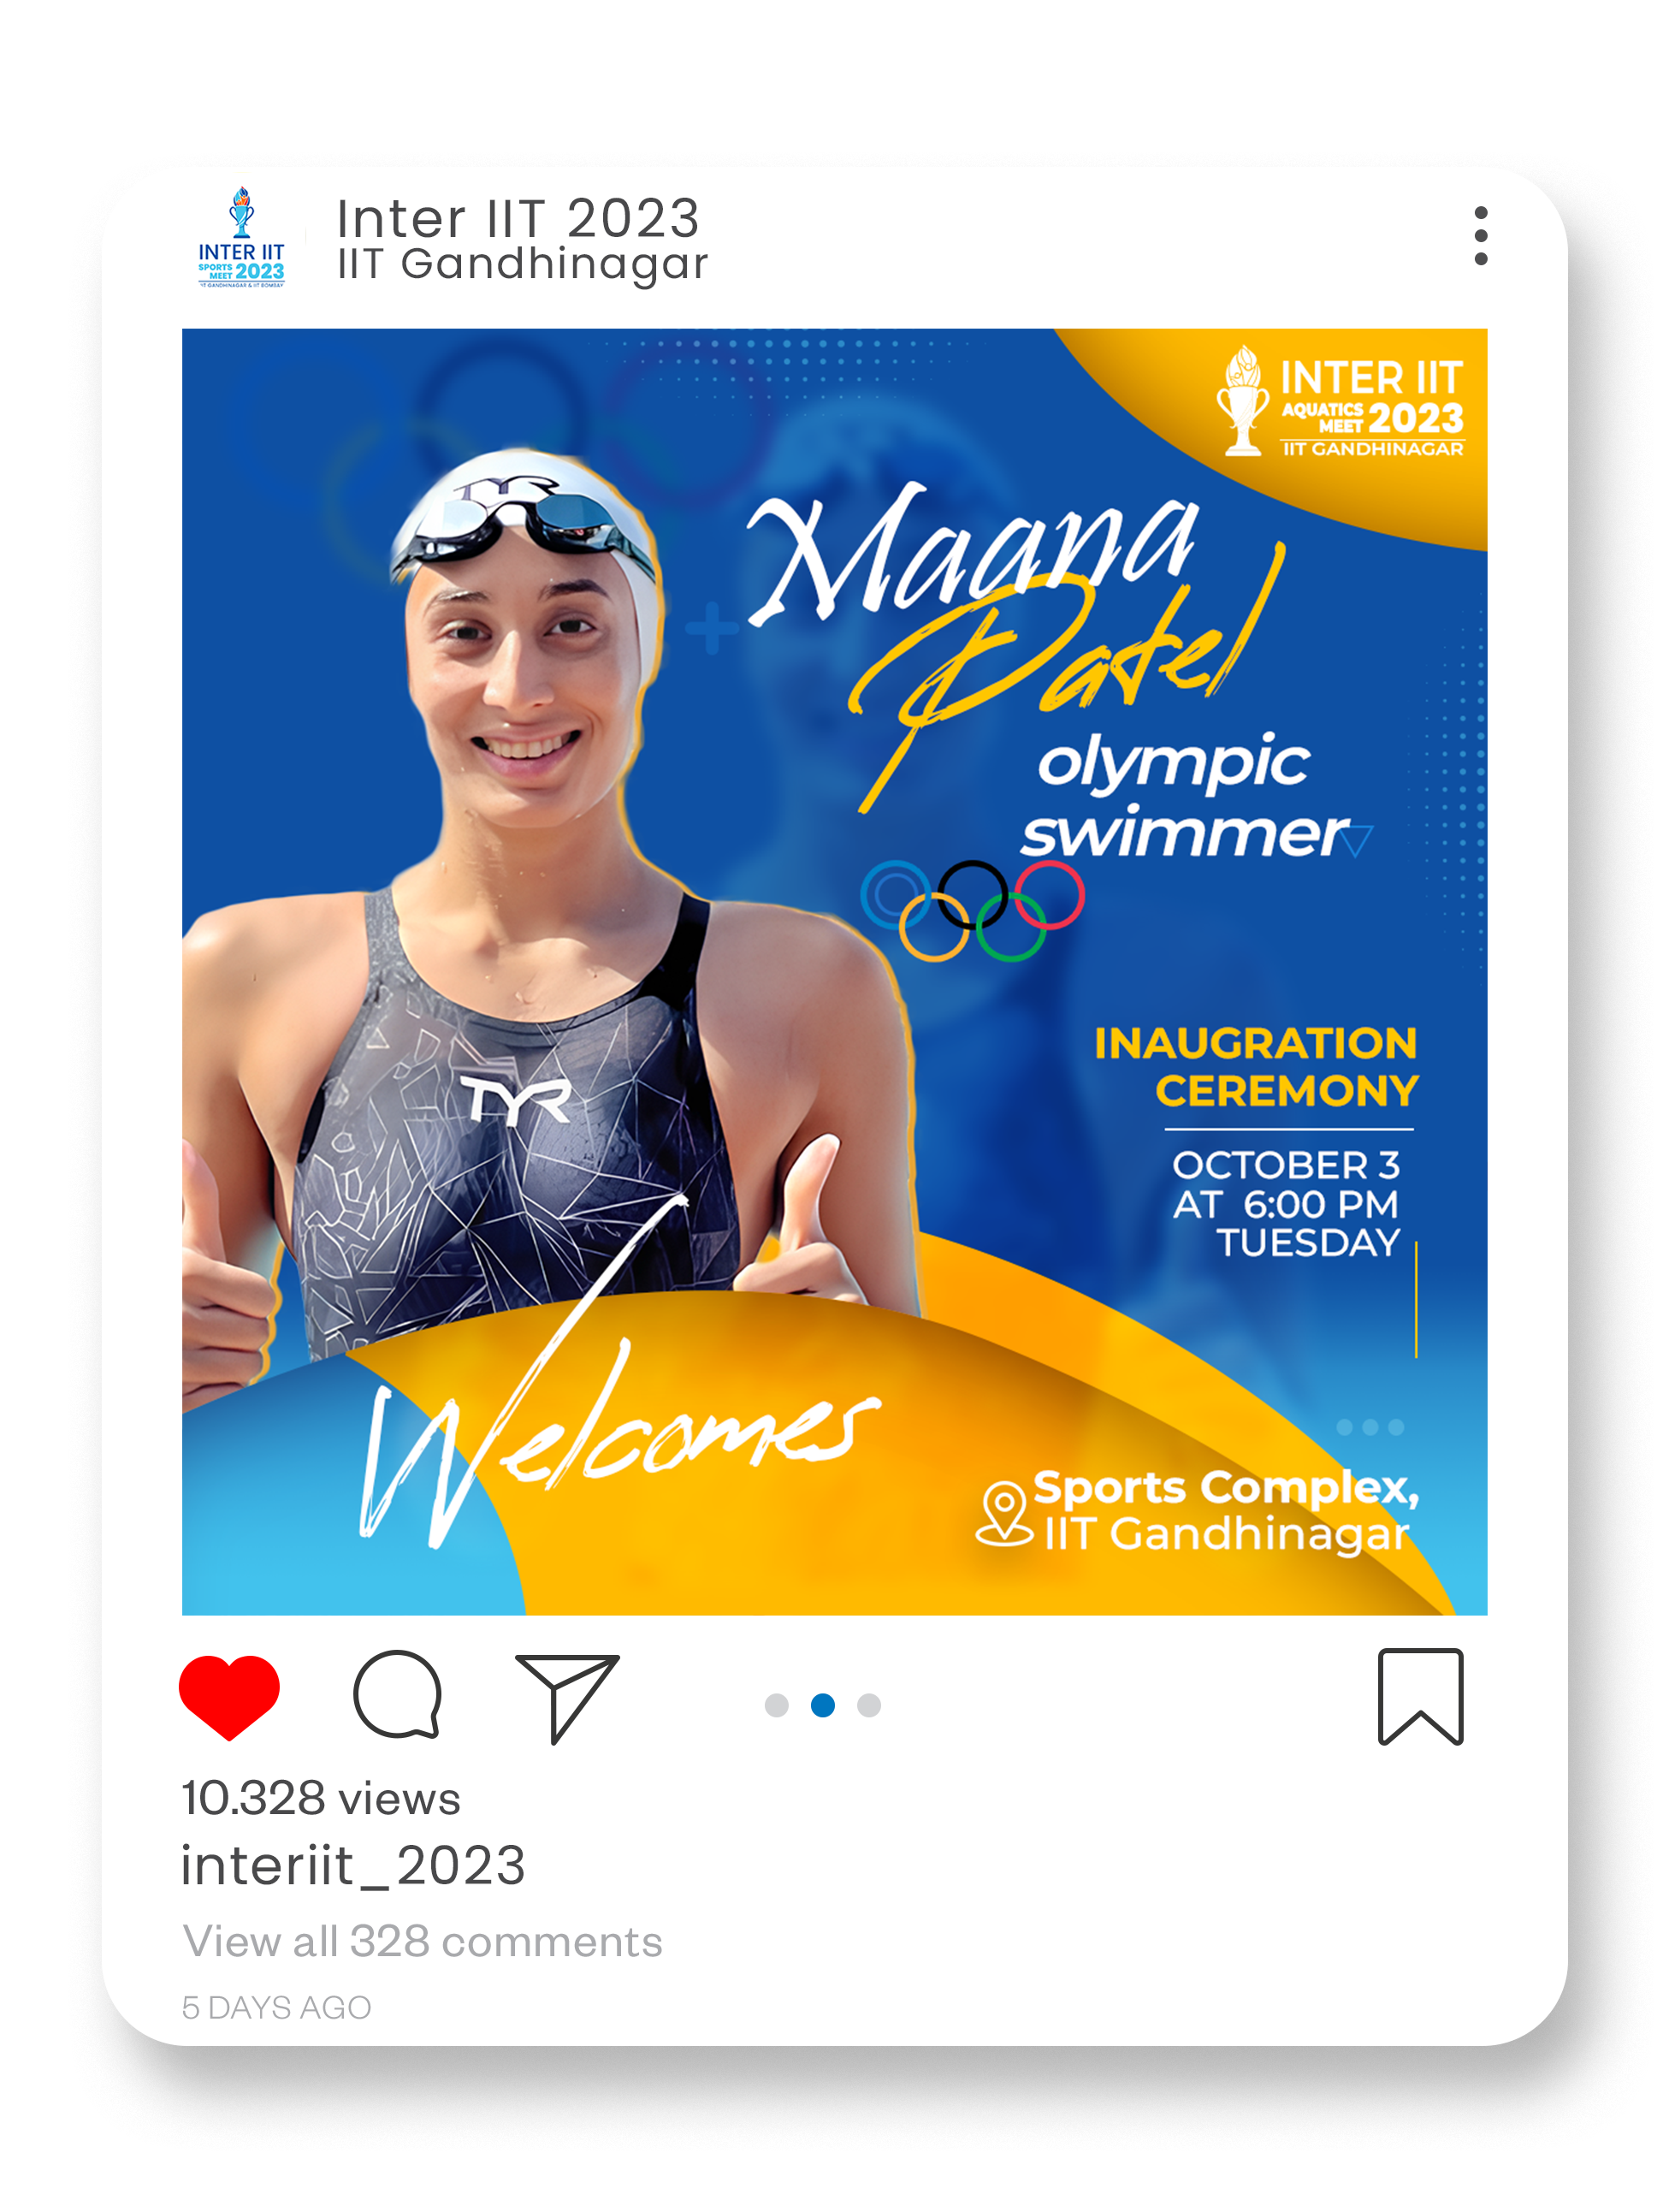 INTER IIT
SPORTS
MEET 2023
IIT GANDHINAGAR & IIT BOMBAY
Inter IIT 2023
IIT Gandhinagar
INTER IIT
AQUATICS
MEET 2023
IIT GANDHINAGAR
TYR
Maana
Patel
olympic
swimmer
TYR
INAUGRATION
CEREMONY
OCTOBER 3
AT 6:00 PM
TUESDAY
Welcomes
Sports Complex,
IIT Gandhinagar
10.328 views
interiit_2023
View all 328 comments
5 DAYS AGO